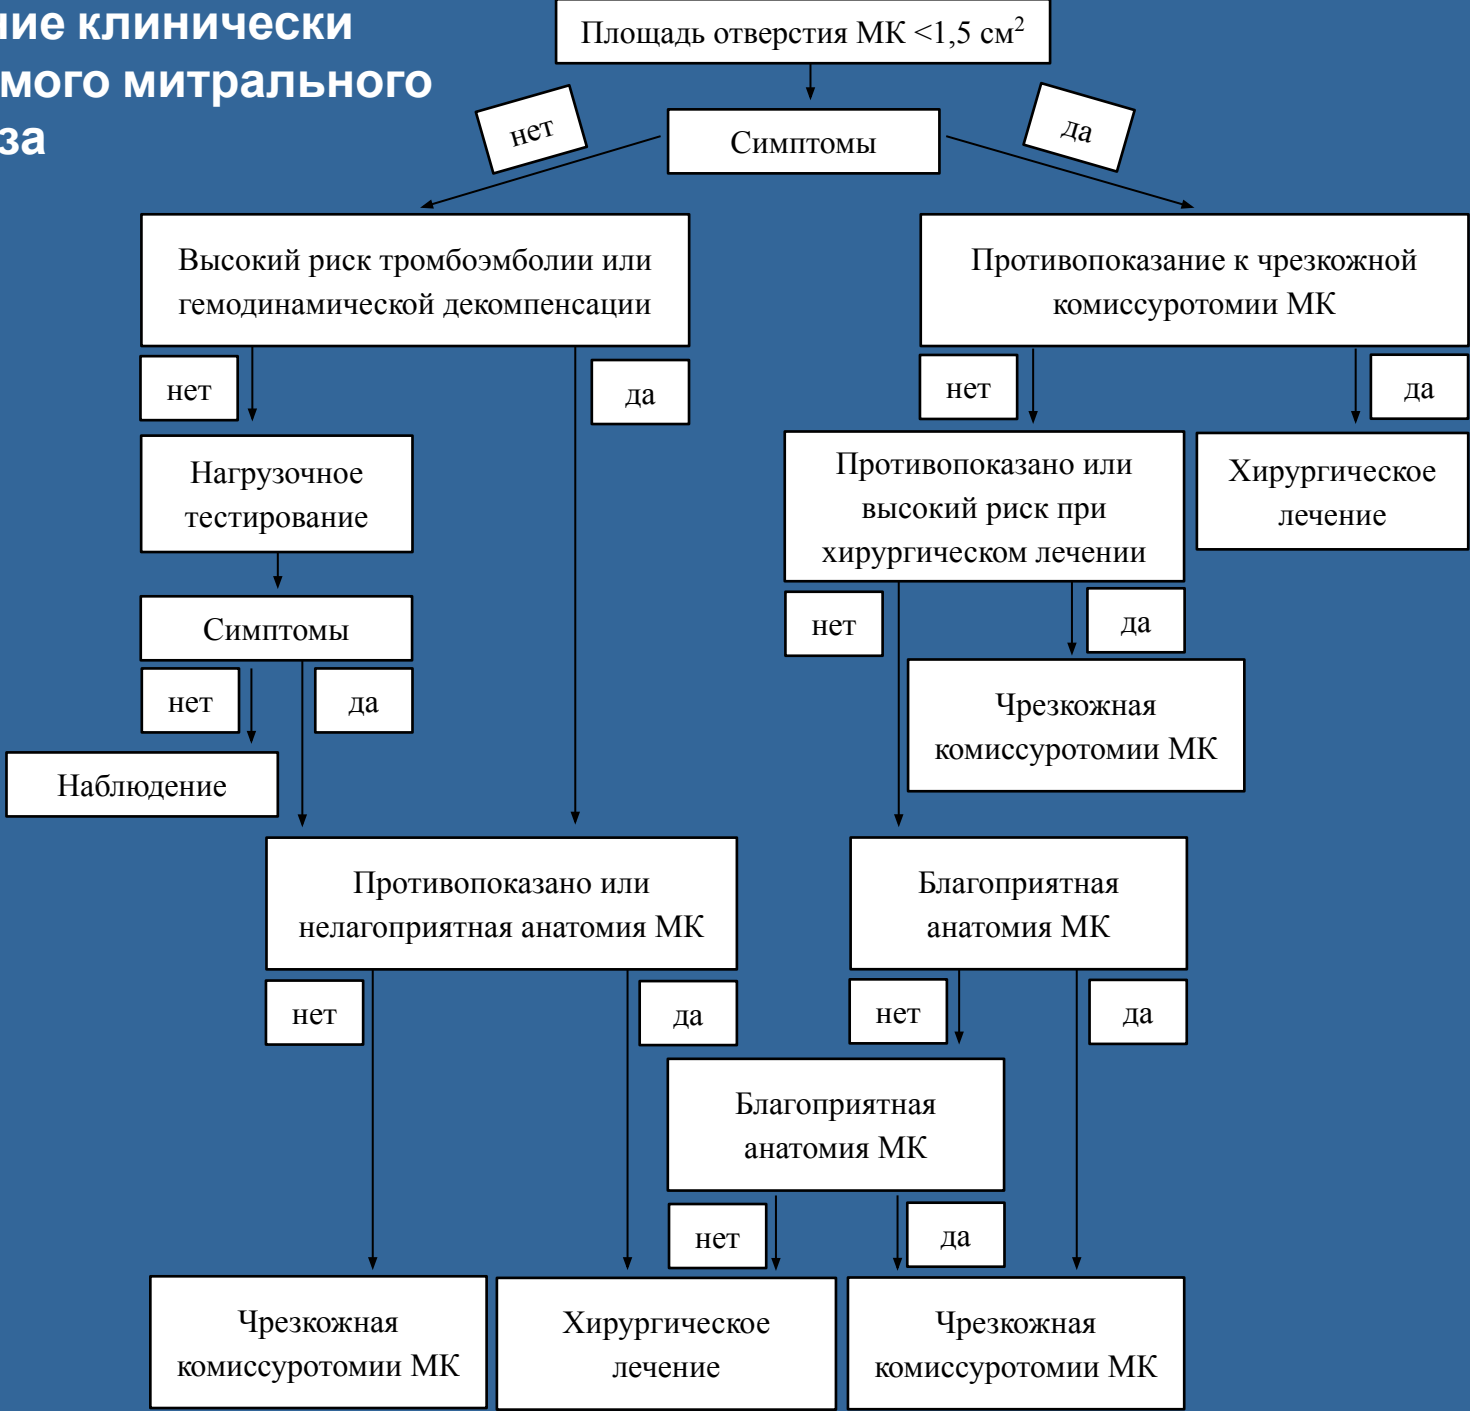 ние клинически
мого митрального
за
Площадь отверстия МК <1,5 см²
нет
Симптомы
да
Высокий риск тромбоэмболии или
гемодинамической декомпенсации
Противопоказание к чрезкожной
комиссуротомии МК
нет
да
нет
да
Нагрузочное
тестирование
Противопоказано или
высокий риск при
хирургическом лечении
Хирургическое
лечение
Симптомы
нет
да
нет
да
Наблюдение
Чрезкожная
комиссуротомии МК
Противопоказано или
нелагоприятная анатомия МК
Благоприятная
анатомия МК
нет
да
нет
да
Благоприятная
анатомия МК
нет
да
Чрезкожная
комиссуротомии МК
Хирургическое
лечение
Чрезкожная
комиссуротомии МК